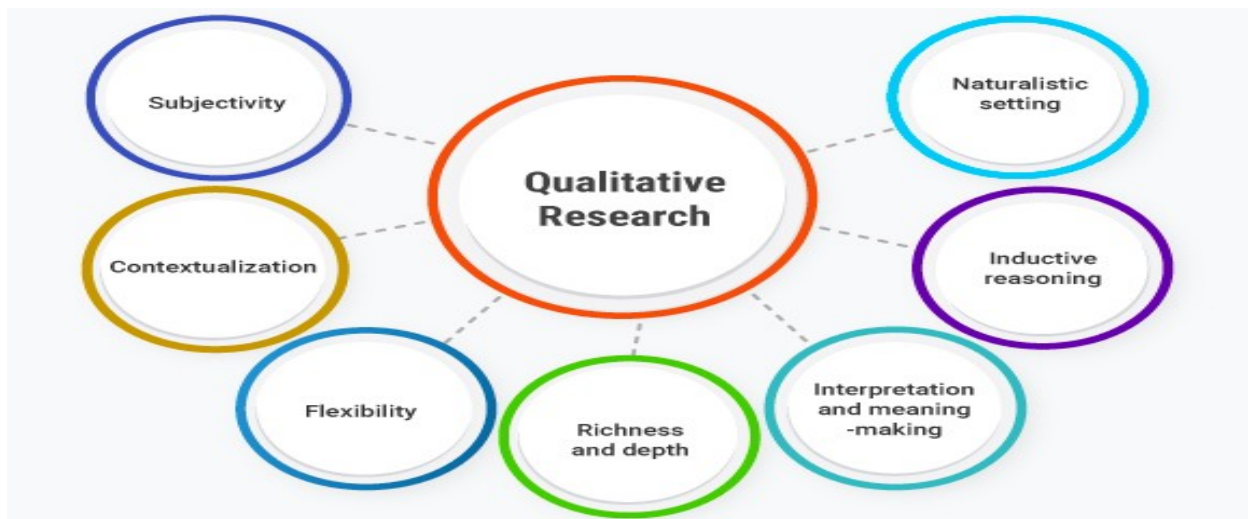 Qualitative
Research
Subjectivity
Contextualization
Flexibility
Richness
and depth
Interpretation
and meaning
-making
Inductive
reasoning
Naturalistic
setting